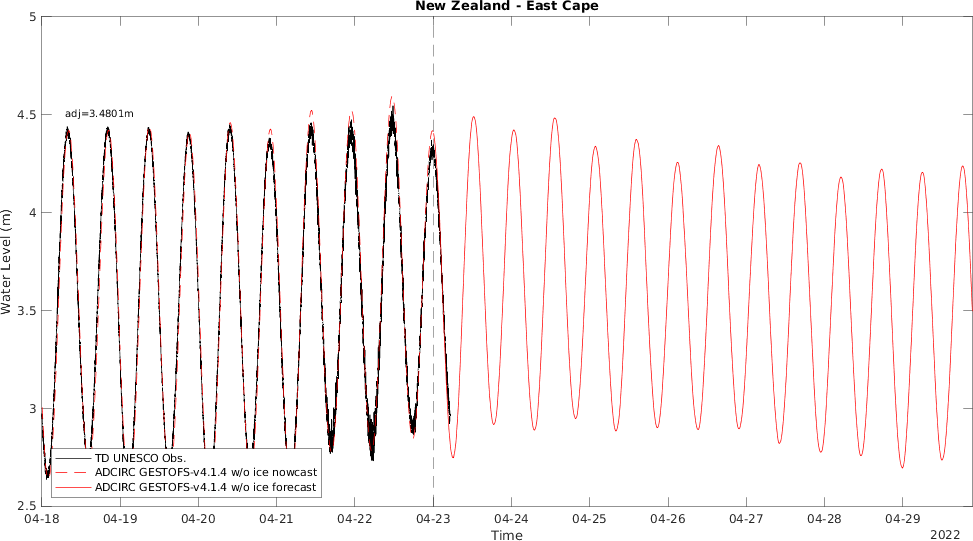 New Zealand - East Cape
5
4.5
4
3.5
3
2.5
Water Level (m)
adj=3.4801m
TD UNESCO Obs.
ADCIRC GESTOFS-v4.1.4 w/o ice nowcast
ADCIRC GESTOFS-v4.1.4 w/o ice forecast
04-18 04-19 04-20 04-21 04-22 04-23 04-24 04-25 04-26 04-27 04-28 04-29
Time
2022